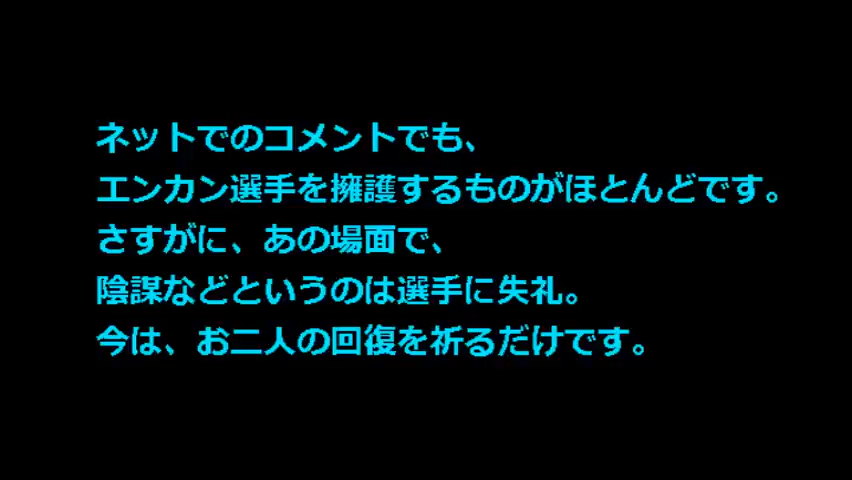 ネットでのコメントでも、
エンカン選手を擁護するものがほとんどです。
さすがに、あの場面で、
陰謀などというのは選手に失礼。
今は、お二人の回復を祈るだけです。